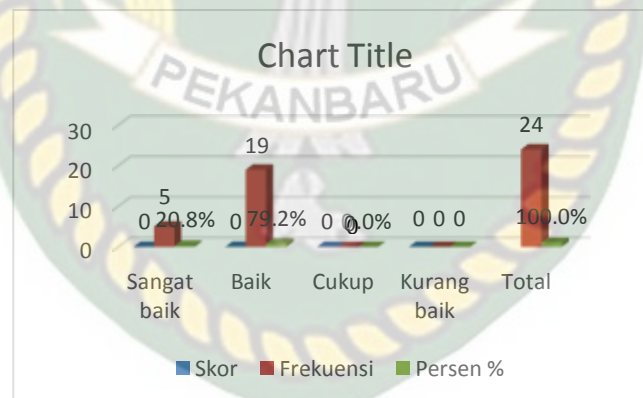 Chart Title
PEKANBARU
30
20
10
0
24
19
5
0 20.8% 0 79.2% 0 0 0.0% 0 0 0 100.0%
Sangat baik
Baik
Cukup
Kurang baik
Total
Skor Frekuensi Persen %